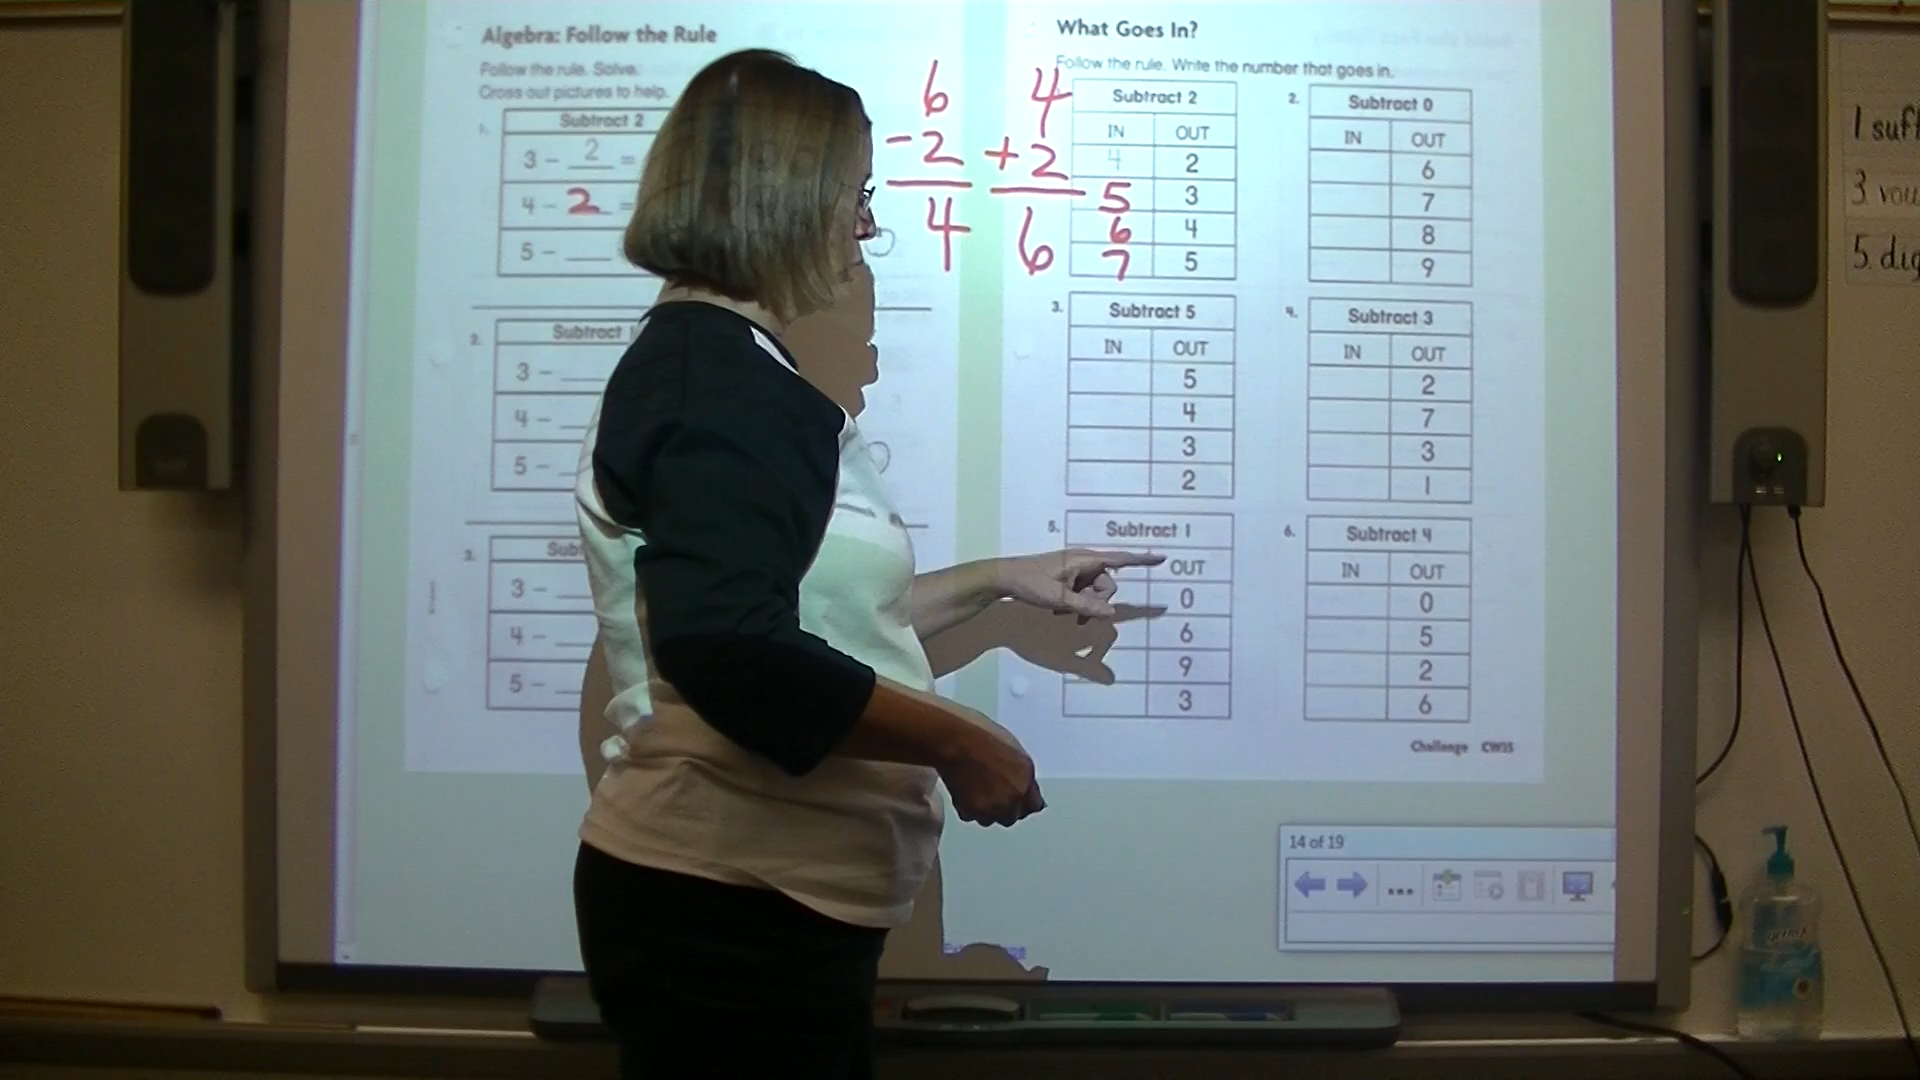 Algebra: Follow the Rule
Follow the rule. Solve.
Cross out pictures to help.
1.
Subtract 2
3 - 2 =
4 - 2 =
5 -
2.
Subtract 1
3 -
4 -
5 -
3.
3 -
4 -
5 -
6
-2
4
4
+2
6
What Goes In?
Follow the rule. Write the number that goes in.
Subtract 2
IN OUT
4 2
5 3
6 4
7 5
2.
Subtract 0
IN OUT
6
7
8
9
3.
Subtract 5
IN OUT
5
4
3
2
4.
Subtract 3
IN OUT
2
7
3
1
5.
Subtract 1
OUT
0
6
9
3
6.
Subtract 4
IN OUT
0
5
2
6
Challenge CW35
14 of 19
1
3.
5.